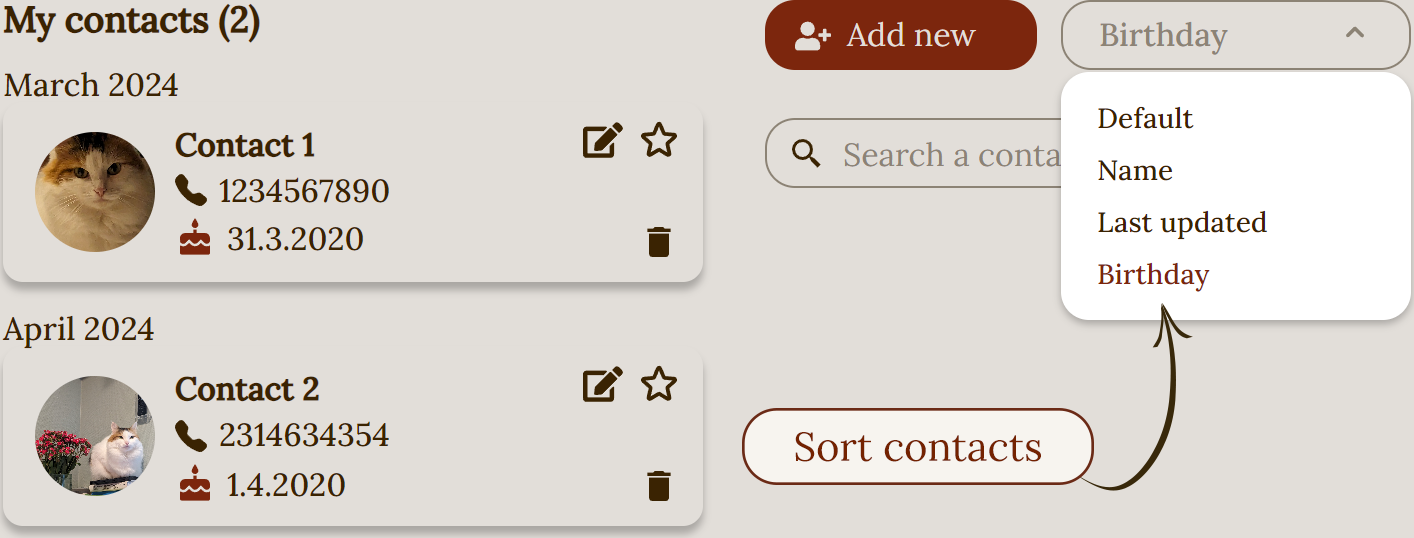 My contacts (2)
Add new
Birthday
March 2024
Default
Name
Last updated
Birthday
Contact 1
1234567890
31.3.2020
Search a conta
April 2024
Contact 2
2314634354
1.4.2020
Sort contacts